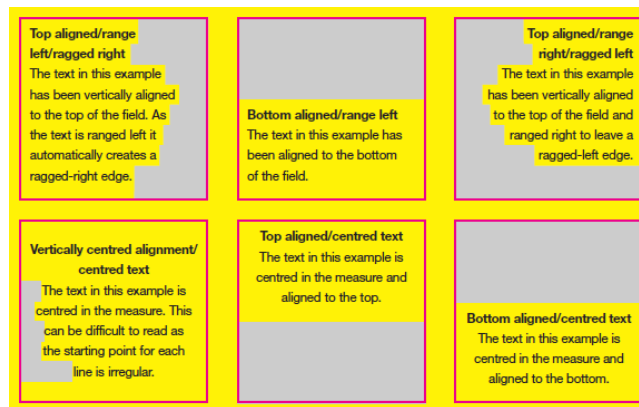 Top aligned/range
left/ragged right
The text in this example
has been vertically aligned
to the top of the field. As
the text is ranged left it
automatically creates a
ragged-right edge.
Bottom aligned/range left
The text in this example has
been aligned to the bottom
of the field.
Top aligned/range
right/ragged left
The text in this example
has been vertically aligned
to the top of the field and
ranged right to leave a
ragged-left edge.
Vertically centred alignment/
centred text
The text in this example is
centred in the measure. This
can be difficult to read as
the starting point for each
line is irregular.
Top aligned/centred text
The text in this example is
centred in the measure and
aligned to the top.
Bottom aligned/centred text
The text in this example is
centred in the measure and
aligned to the bottom.